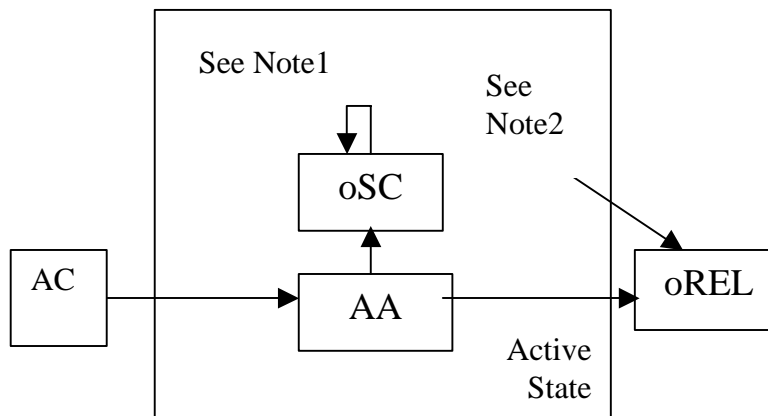 See Note1
See
Note2
oSC
AC
AA
oREL
Active
State